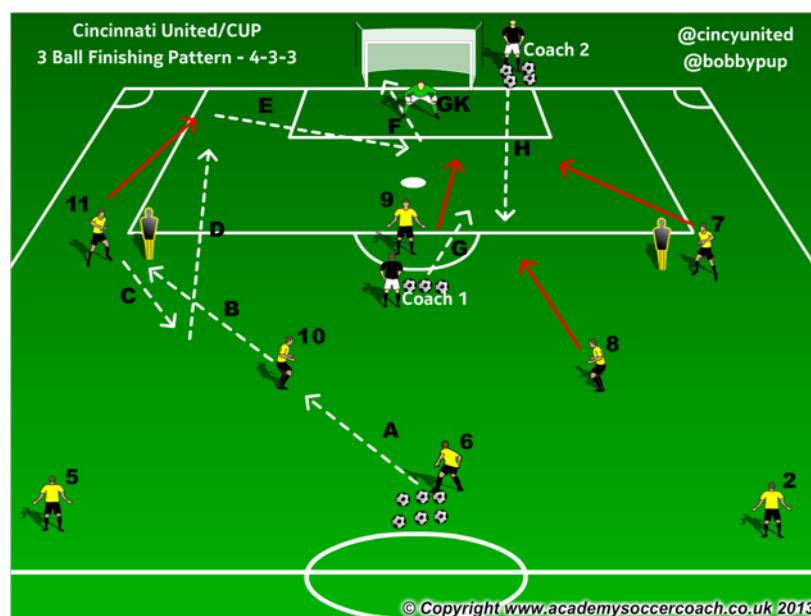 Cincinnati United/CUP
3 Ball Finishing Pattern - 4-3-3
Coach 2
@cincyunited
@bobbypup
E
GK
F
H
11
9
7
D
G
C
Coach 1
B
10
8
A
6
5
2
© Copyright www.academysoccercoach.co.uk 2013